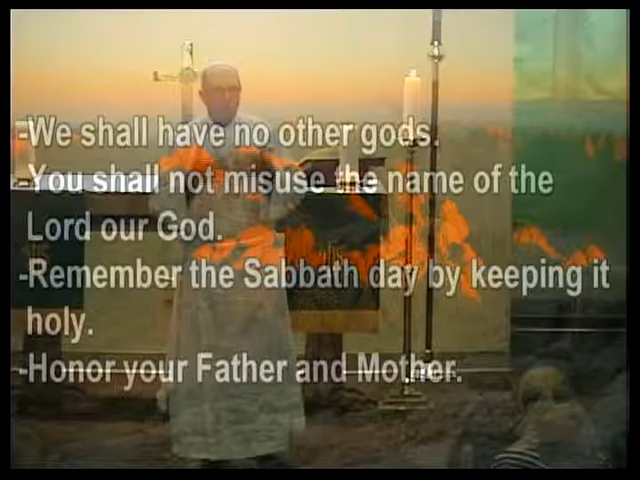 -We shall have no other gods.
You shall not misuse the name of the
Lord our God.
-Remember the Sabbath day by keeping it
holy.
-Honor your Father and Mother.